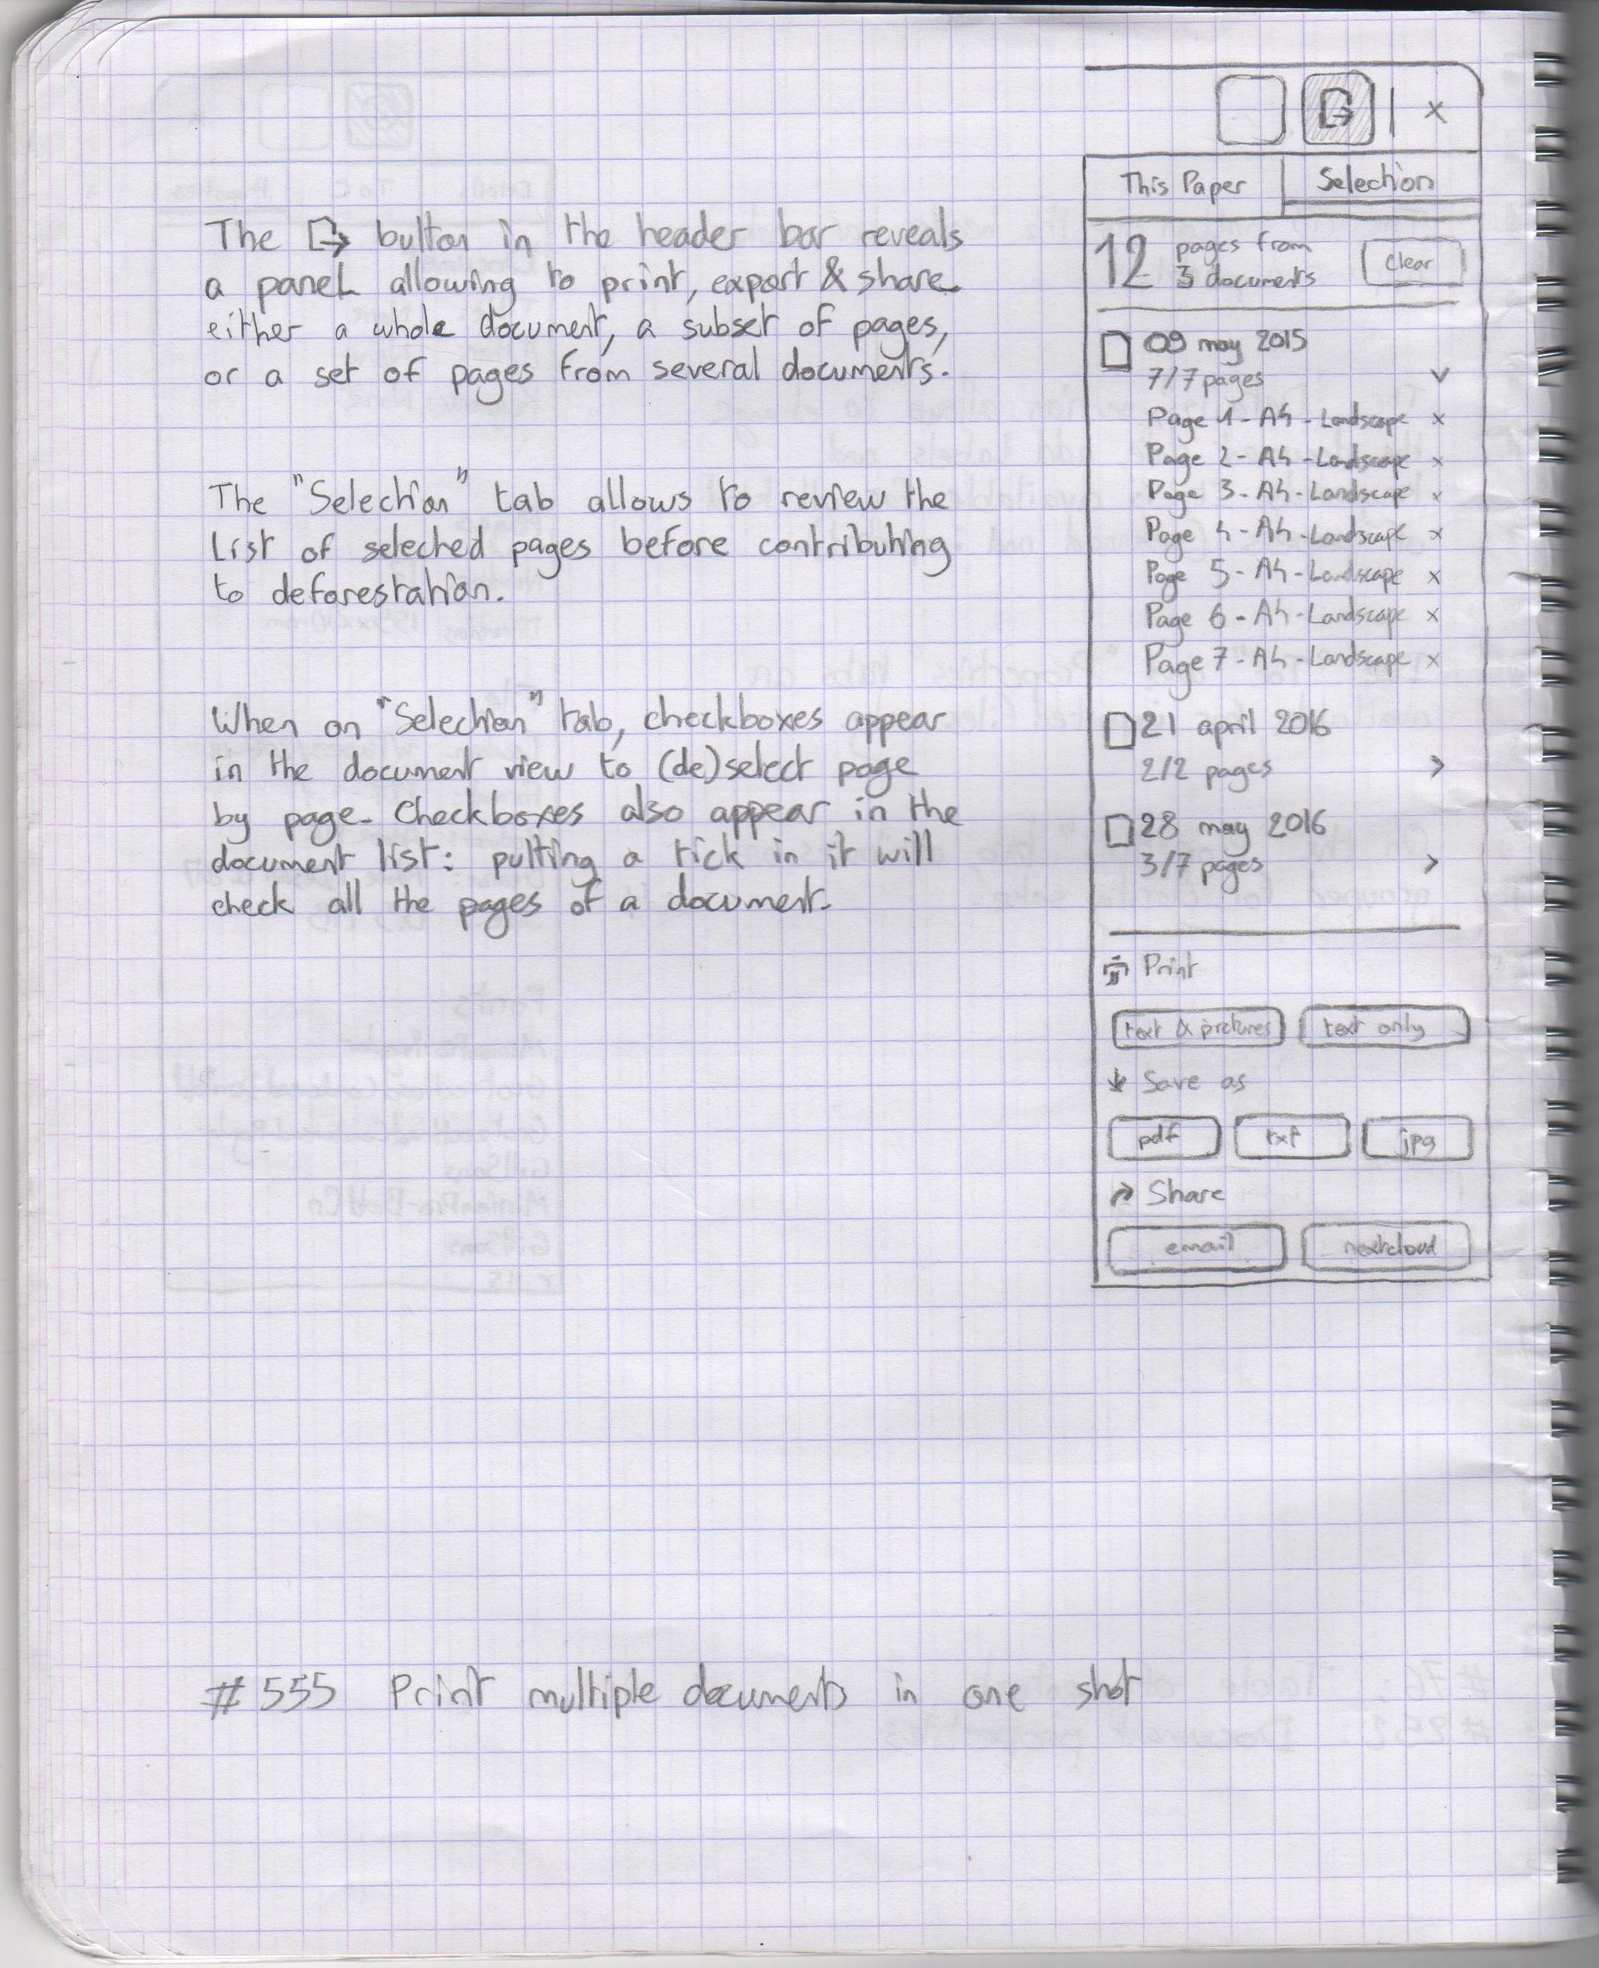 The button in the header bar reveals
a panel allowing to print, export & share
either a whole document, a subset of pages,
or a set of pages from several documents.
The "Selection" tab allows to review the
list of selected pages before contributing
to deforestation.
When on "Selection" tab, checkboxes appear
in the document view to (de)select page
by page. Checkboxes also appear in the
document list: putting a tick in it will
check all the pages of a document.
#555 Print multiple documents in one shot
x
This Paper
Selection
12 pages from
3 documents
Clear
09 may 2015
7/7 pages
Page 1 - A4 - Landscape x
Page 2 - A4 - Landscape x
Page 3 - A4 - Landscape x
Page 4 - A4 - Landscape x
Page 5 - A4 - Landscape x
Page 6 - A4 - Landscape x
Page 7 - A4 - Landscape x
21 april 2016
2/2 pages >
28 may 2016
3/7 pages >
Print
text & pictures
text only
Save as
pdf
txt
jpg
Share
email
nextcloud